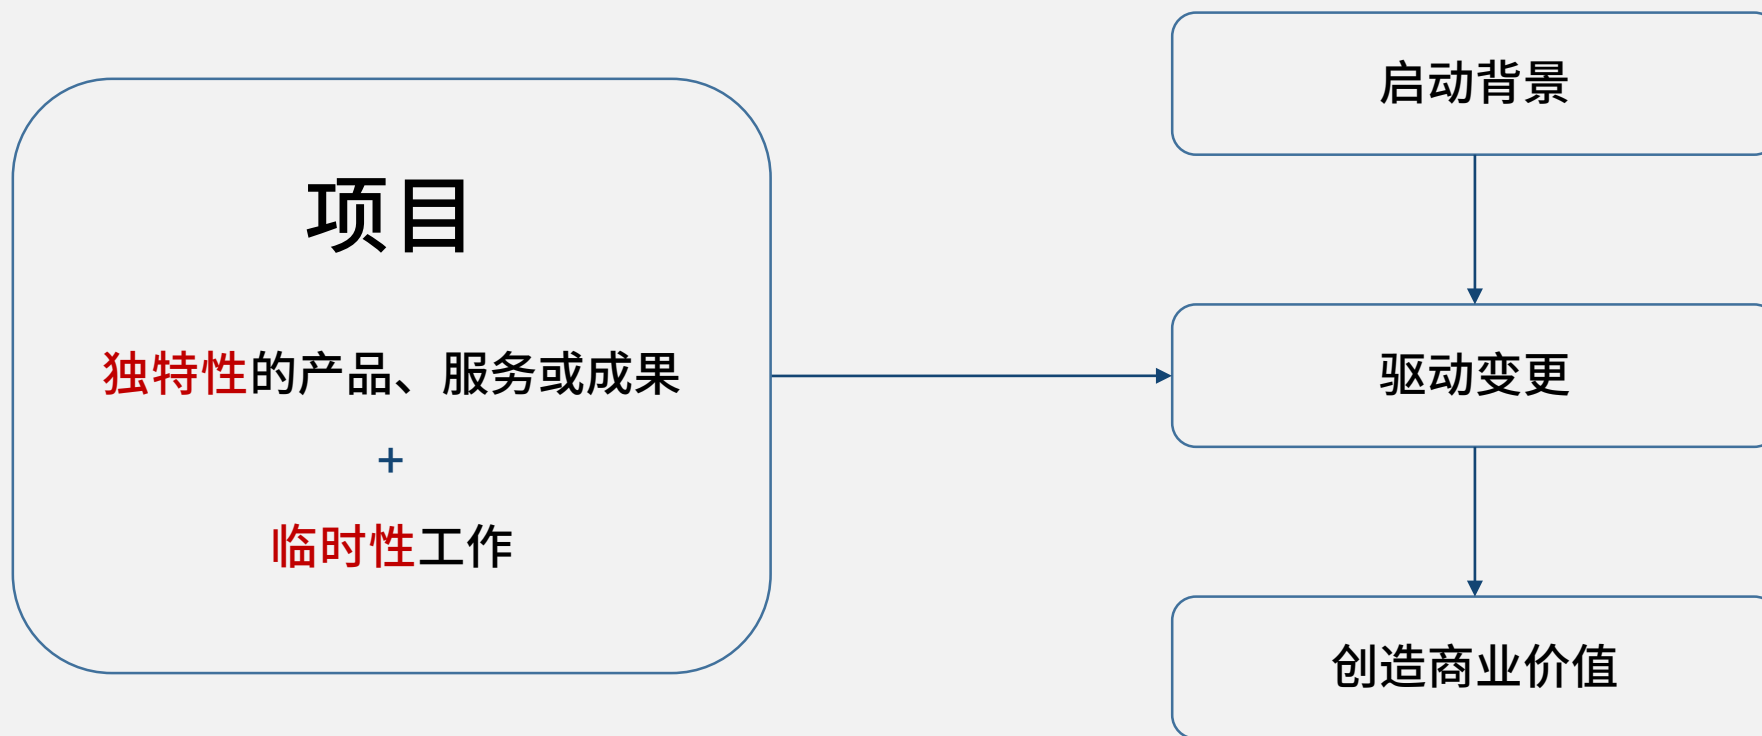 项目
独特性的产品、服务或成果
+
临时性工作
启动背景
驱动变更
创造商业价值